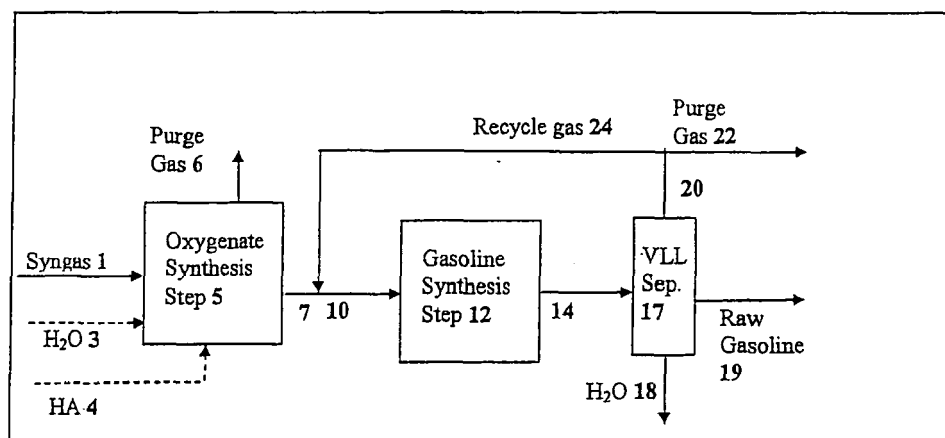 Purge
Gas 6
Recycle gas 24
Purge
Gas 22
20
Syngas 1
Oxygenate
Synthesis
Step 5
Gasoline
Synthesis
Step 12
VLL
Sep.
17
7 10
14
Raw
Gasoline
19
H₂O 3
HA 4
H₂O 18